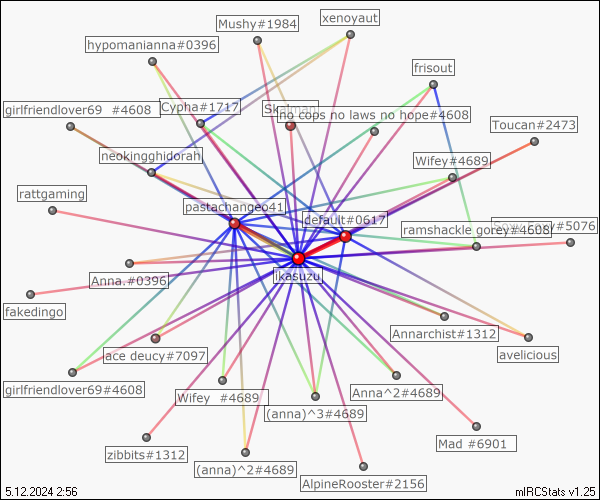 Mushy#1984
xenoyaut
hypomanianna#0396
frisout
girlfriendlover69 #4608
Cypha#1717
no cops no laws no hope#4608
Toucan#2473
neokingghidorah
Wifey#4689
rattgaming
pastachangeo41
default#0617
ramshackle gorey#4608
#5076
Anna.#0396
ikasuzu
fakedingo
Annarchist#1312
ace deucy#7097
avelicious
girlfriendlover69#4608
Wifey #4689
Anna^2#4689
(anna)^3#4689
Mad #6901
zibbits#1312
(anna)^2#4689
AlpineRooster#2156
5.12.2024 2:56
mIRCStats v1.25